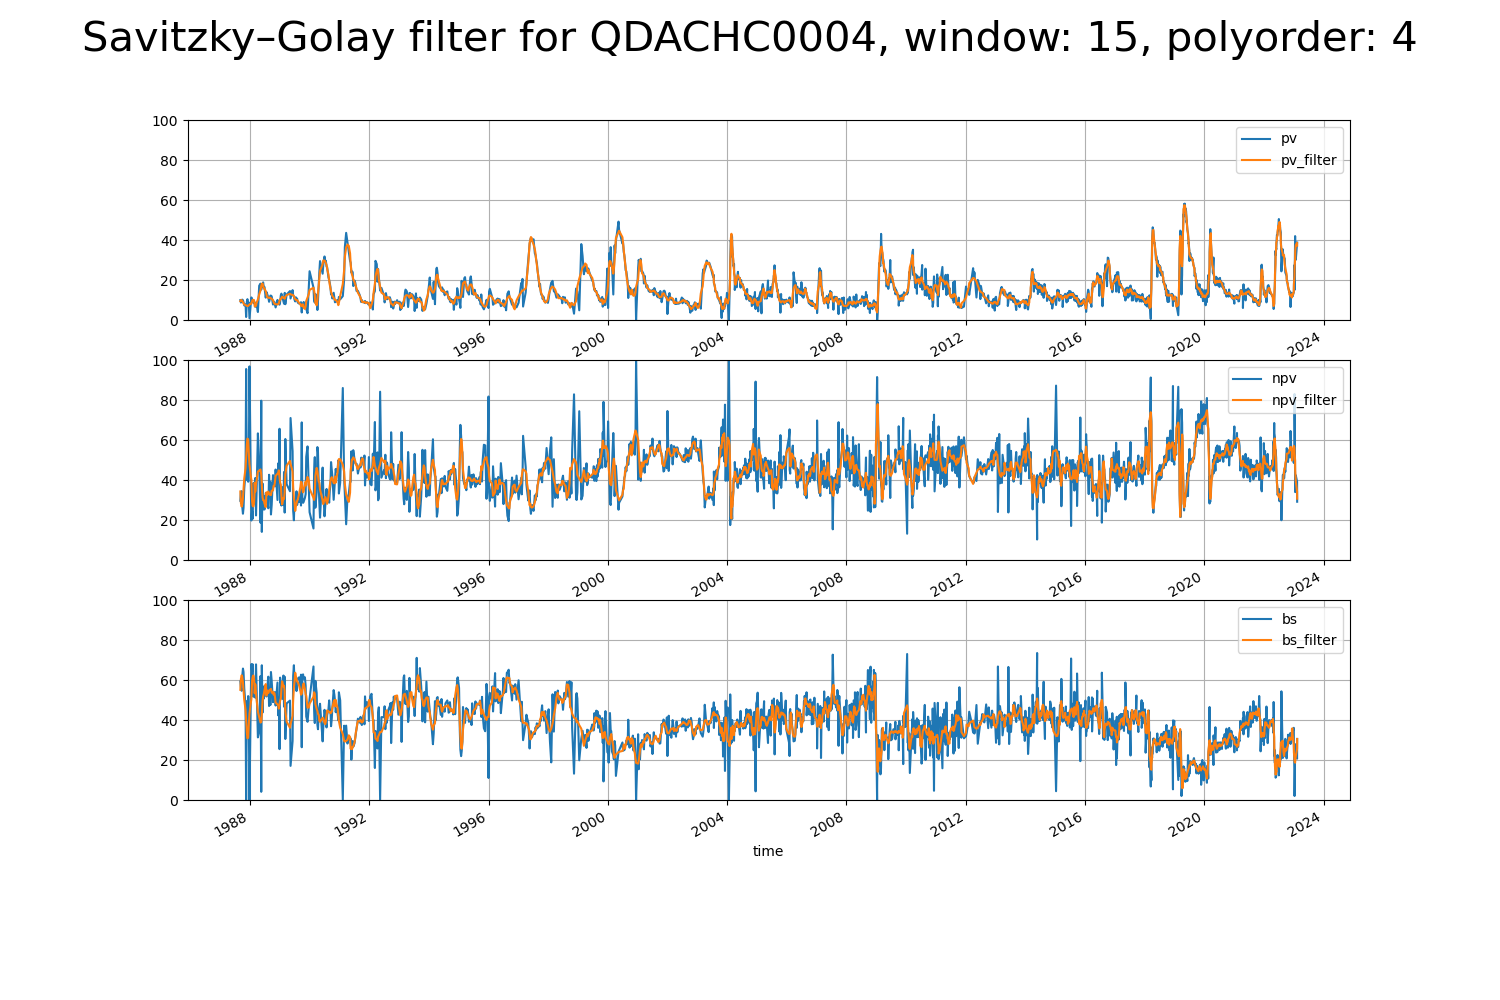 Savitzky–Golay filter for QDACHC0004, window: 15, polyorder: 4
100
80
60
40
20
0
pv
pv_filter
1988 1992 1996 2000 2004 2008 2012 2016 2020 2024
100
80
60
40
20
0
npv
npv_filter
1988 1992 1996 2000 2004 2008 2012 2016 2020 2024
100
80
60
40
20
0
bs
bs_filter
1988 1992 1996 2000 2004 2008 2012 2016 2020 2024
time